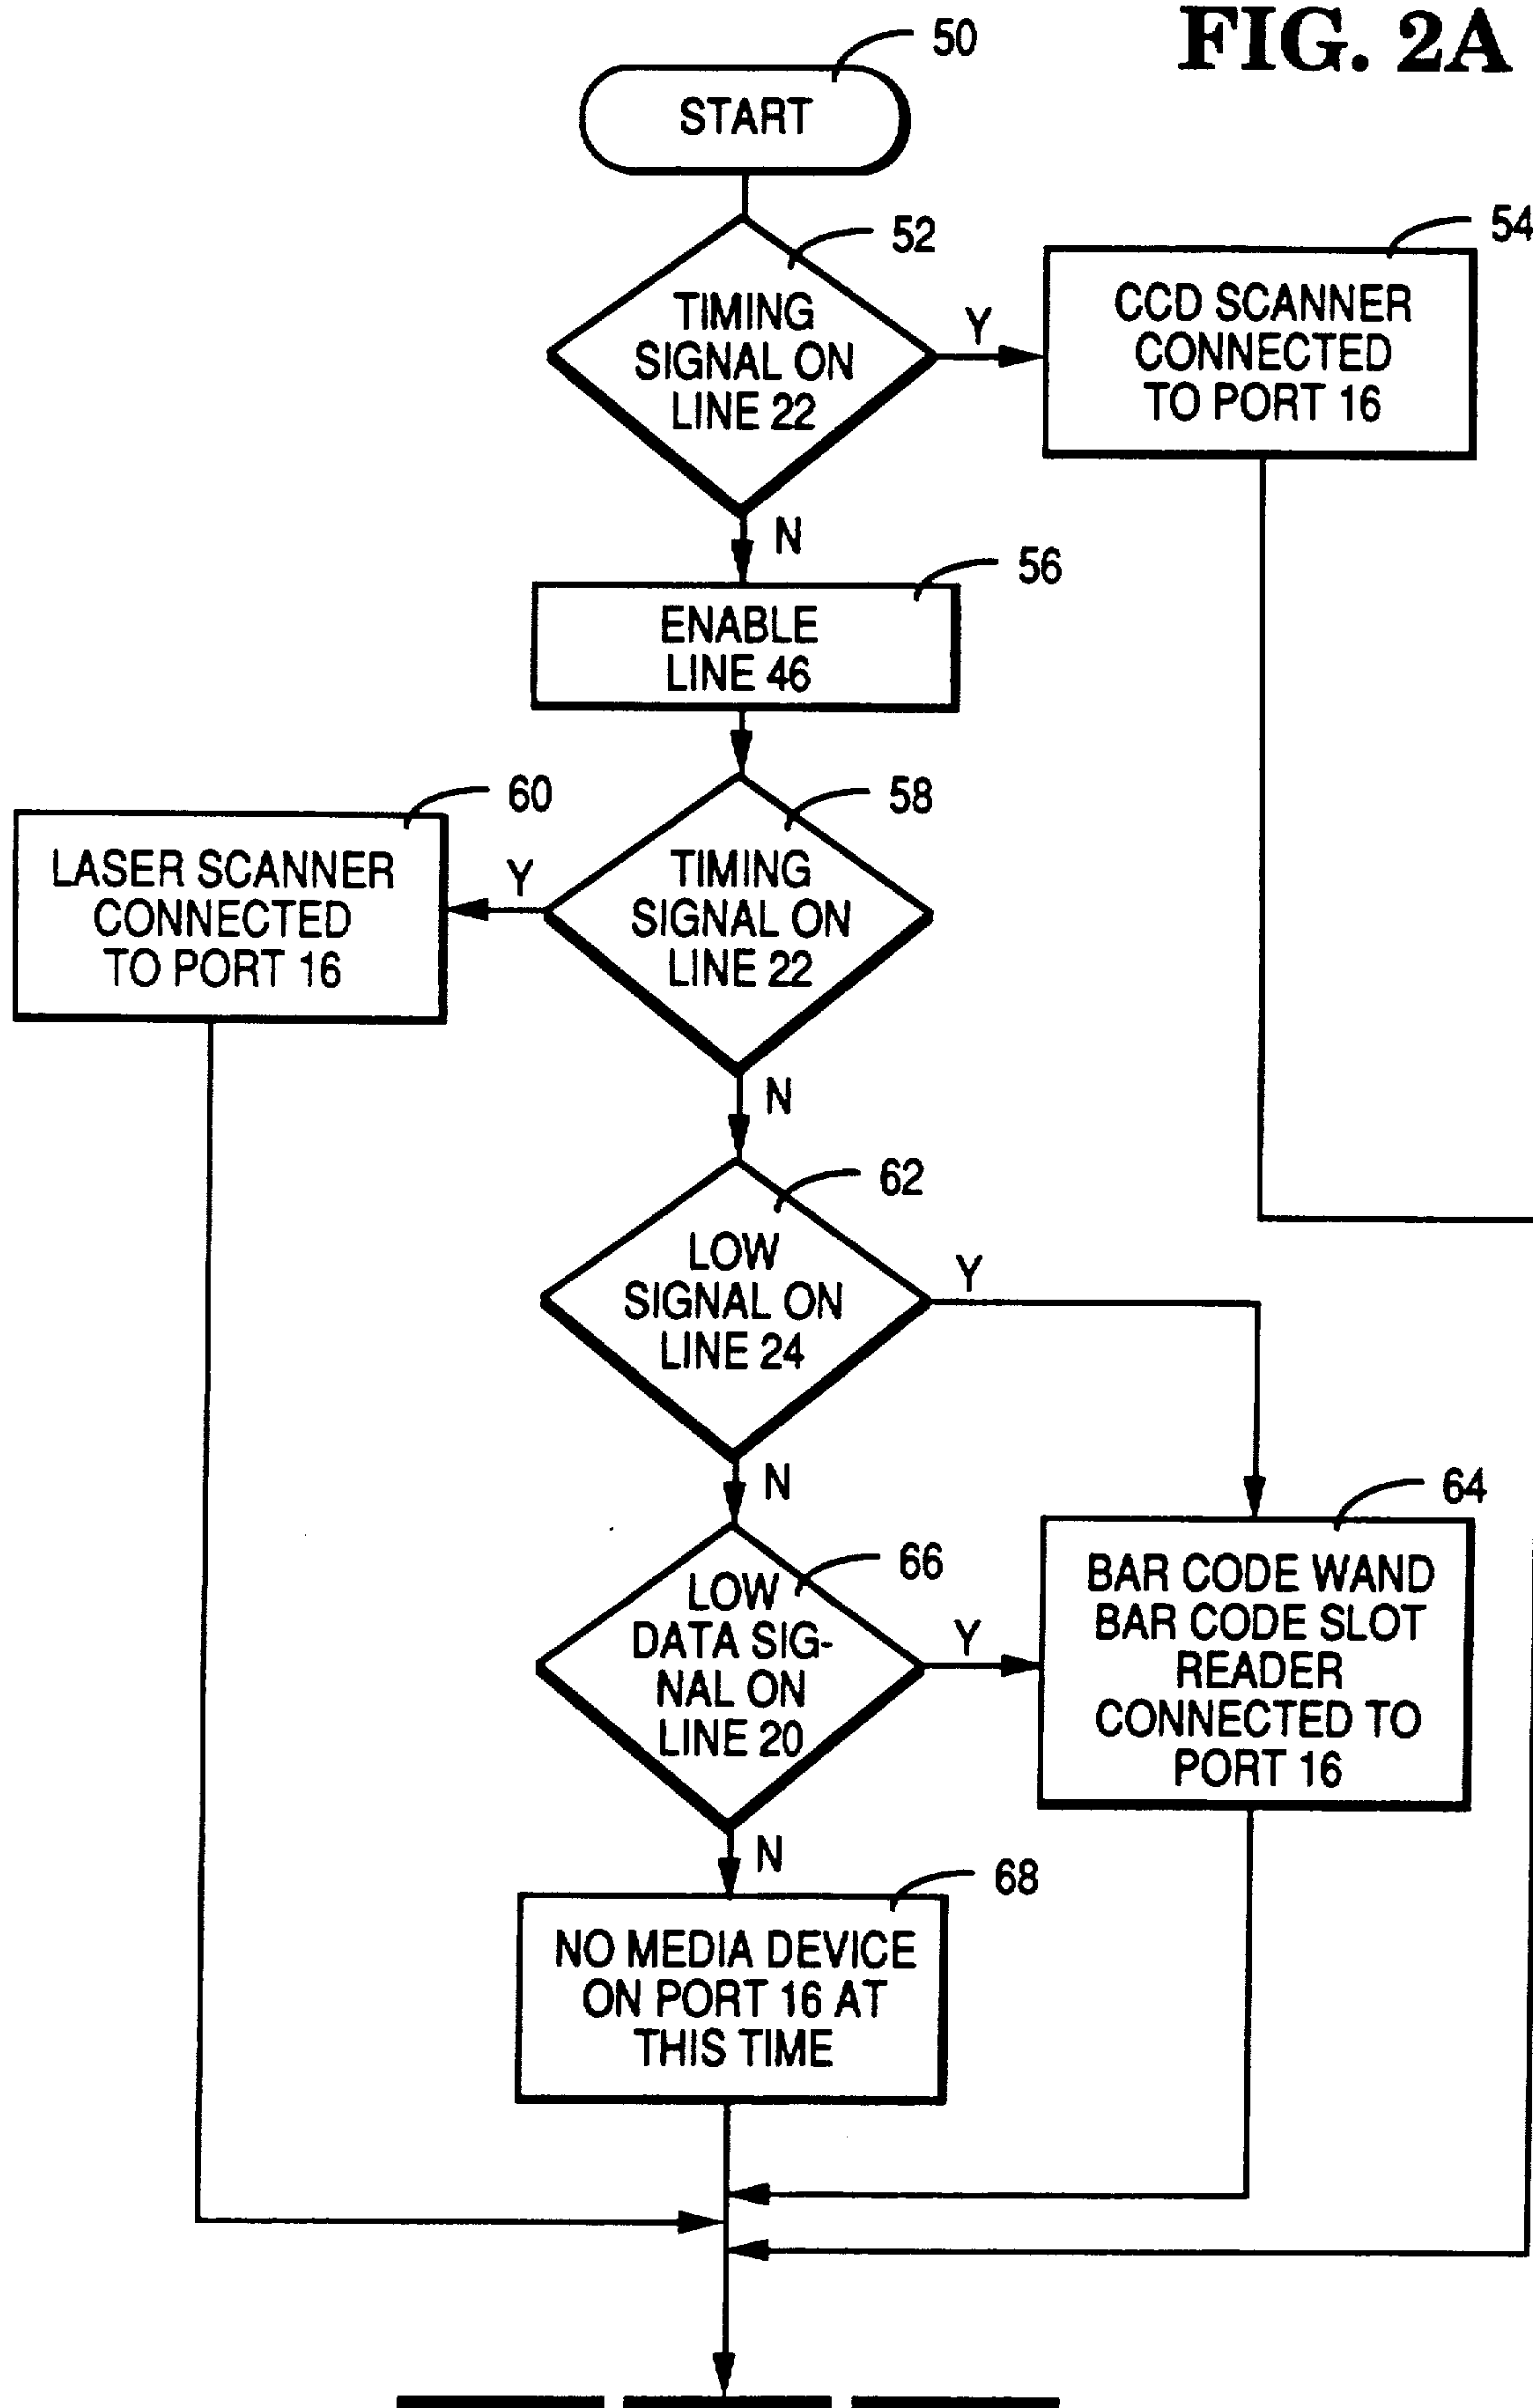 FIG. 2A
50
START
52
TIMING
SIGNAL ON
LINE 22
Y
54
CCD SCANNER
CONNECTED
TO PORT 16
N
56
ENABLE
LINE 46
58
TIMING
SIGNAL ON
LINE 22
Y
60
LASER SCANNER
CONNECTED
TO PORT 16
N
62
LOW
SIGNAL ON
LINE 24
Y
N
64
BAR CODE WAND
BAR CODE SLOT
READER
CONNECTED TO
PORT 16
66
LOW
DATA SIG-
NAL ON
LINE 20
Y
N
68
NO MEDIA DEVICE
ON PORT 16 AT
THIS TIME